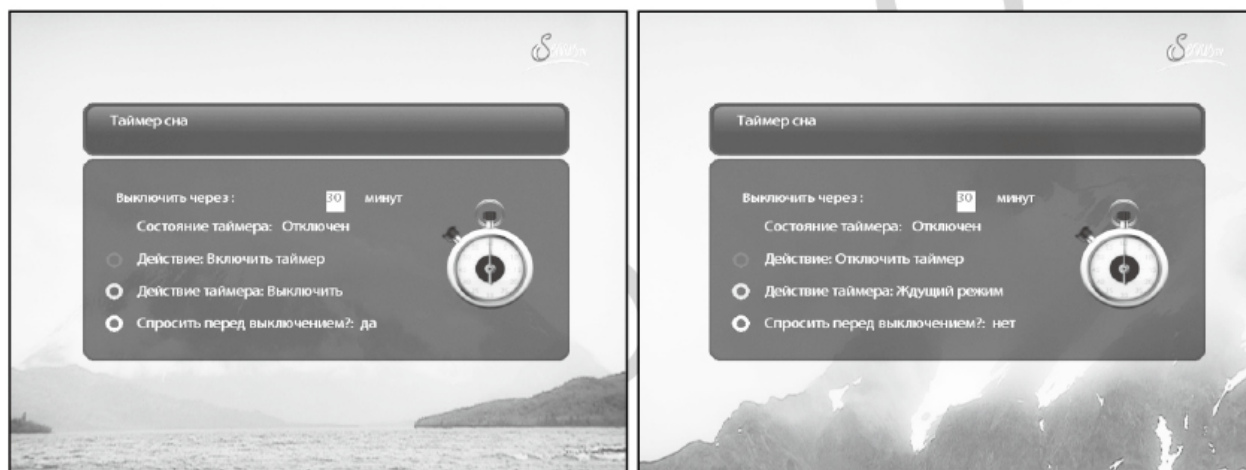 Таймер сна
Выключить через : 30 минут
Состояние таймера: Отключен
Действие: Включить таймер
Действие таймера: Выключить
Спросить перед выключением?: да
Таймер сна
Выключить через : 30 минут
Состояние таймера: Отключен
Действие: Отключить таймер
Действие таймера: Ждущий режим
Спросить перед выключением?: нет